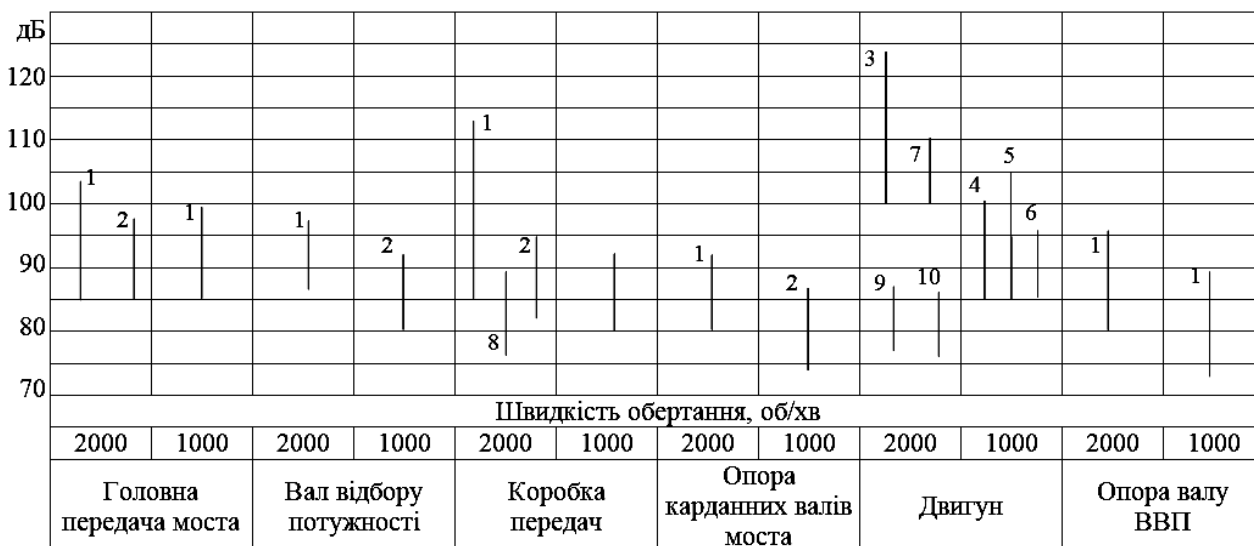 дБ
3
120
1
110
7
5
1
4
2
1
6
100
1
2
2
1
1
90
9
10
2
1
80
8
70
Швидкість обертання, об/хв
2000 1000 2000 1000 2000 1000 2000 1000 2000 1000 2000 1000
Головна передача моста
Вал відбору потужності
Коробка передач
Опора карданних валів моста
Двигун
Опора валу ВВП